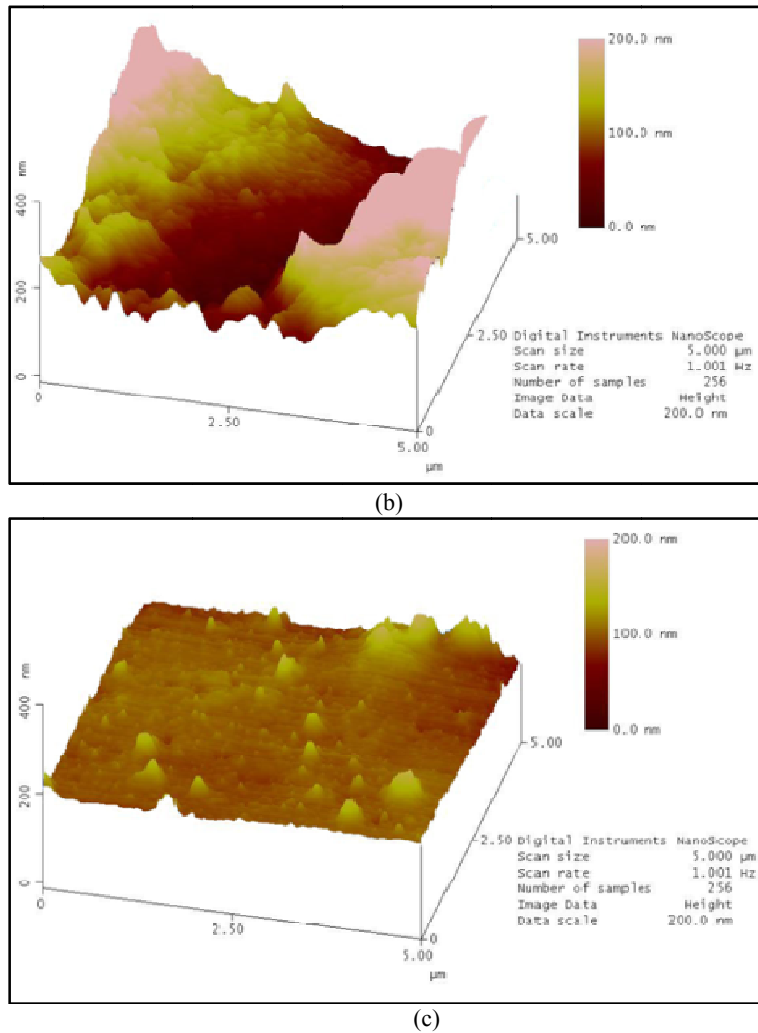 200.0 nm
100.0 nm
0.0 nm
nm
400
200
0
0
2.50
5.00
µm
0
2.50
5.00
Digital Instruments NanoScope
Scan size 5.000 µm
Scan rate 1.001 Hz
Number of samples 256
Image Data Height
Data scale 200.0 nm
(b)
200.0 nm
100.0 nm
0.0 nm
nm
400
200
0
0
2.50
5.00
µm
0
2.50
5.00
Digital Instruments NanoScope
Scan size 5.000 µm
Scan rate 1.001 Hz
Number of samples 256
Image Data Height
Data scale 200.0 nm
(c)